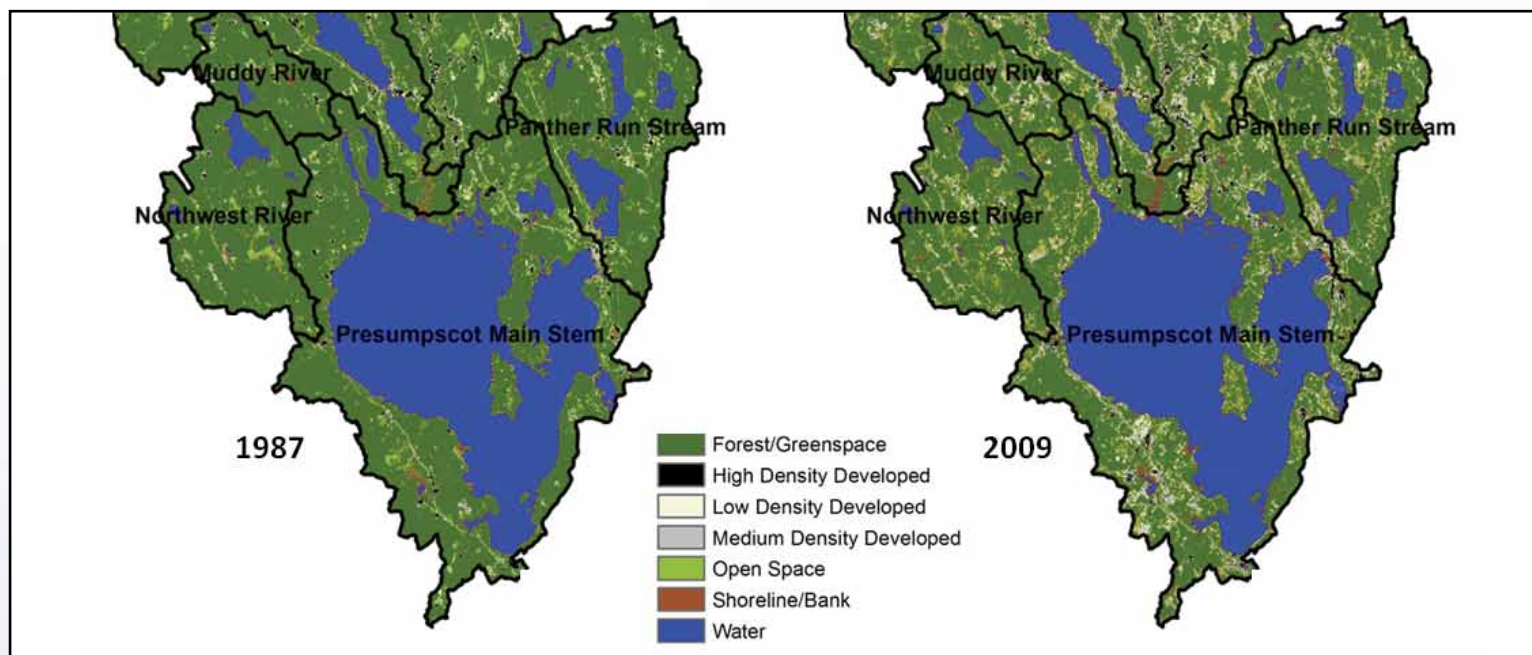 Muddy River
Panther Run Stream
Northwest River
Presumpscot Main Stem
1987
Muddy River
Panther Run Stream
Northwest River
Presumpscot Main Stem
2009
Forest/Greenspace
High Density Developed
Low Density Developed
Medium Density Developed
Open Space
Shoreline/Bank
Water